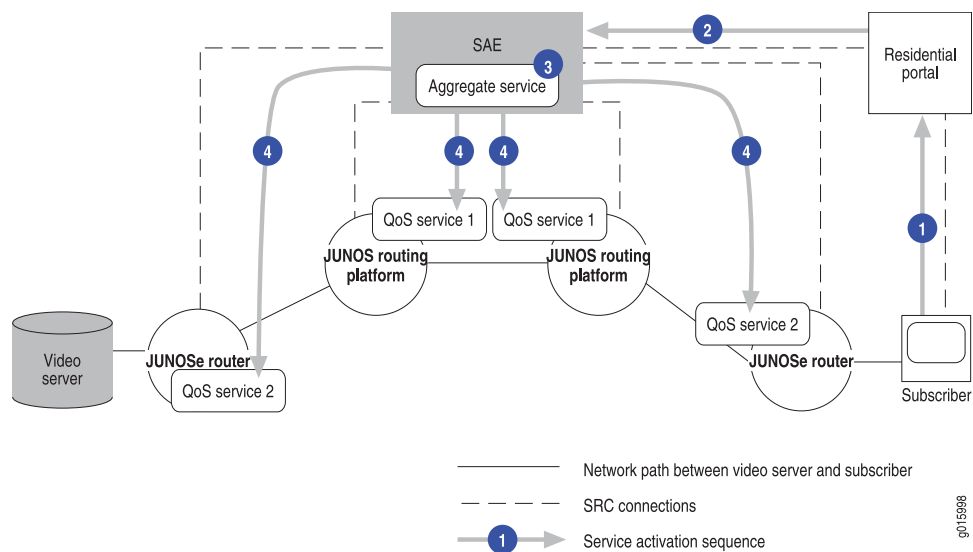 SAE
2
Residential
portal
3
Aggregate service
4
4
4
4
1
QoS service 1
QoS service 1
JUNOS routing
platform
JUNOS routing
platform
QoS service 2
Video
server
JUNOSe router
QoS service 2
JUNOSe router
Subscriber
Network path between video server and subscriber
SRC connections
1
Service activation sequence
g015998